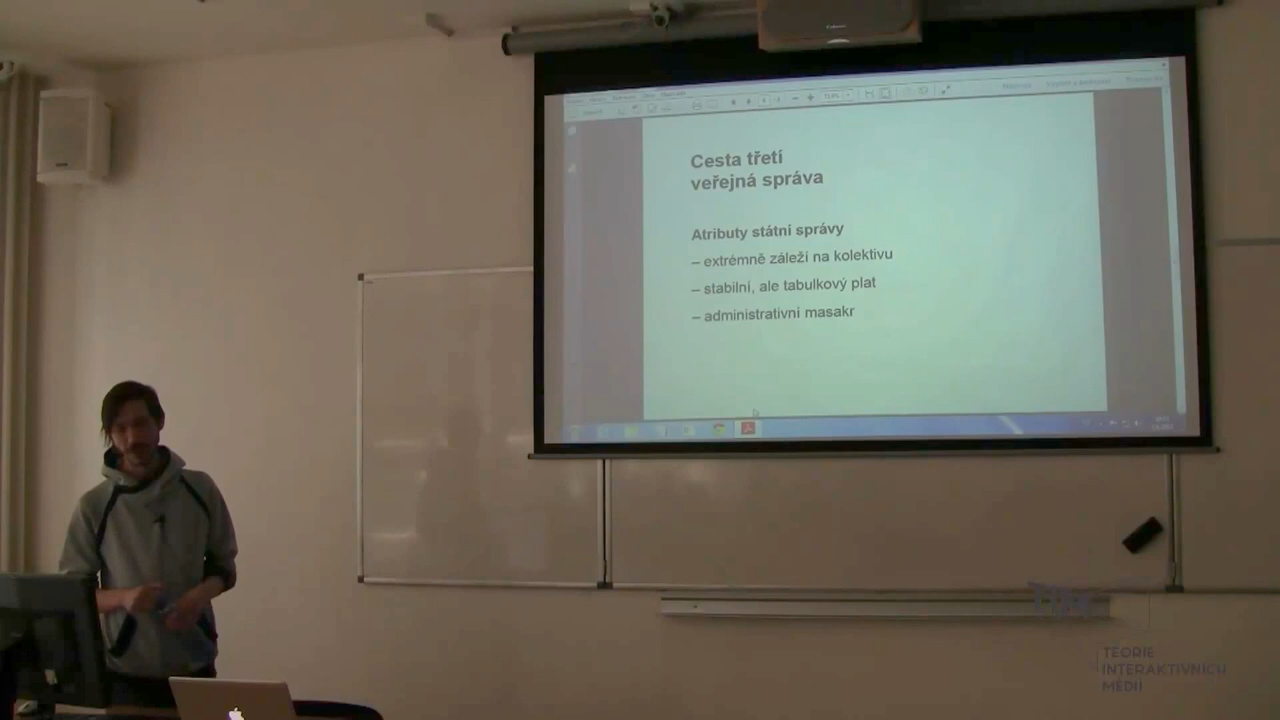 Cesta třetí
veřejná správa
Atributy státní správy
– extrémně záleží na kolektivu
– stabilní, ale tabulkový plat
– administrativní masakr
TIM
TEORIE
INTERAKTIVNÍCH
MÉDIÍ